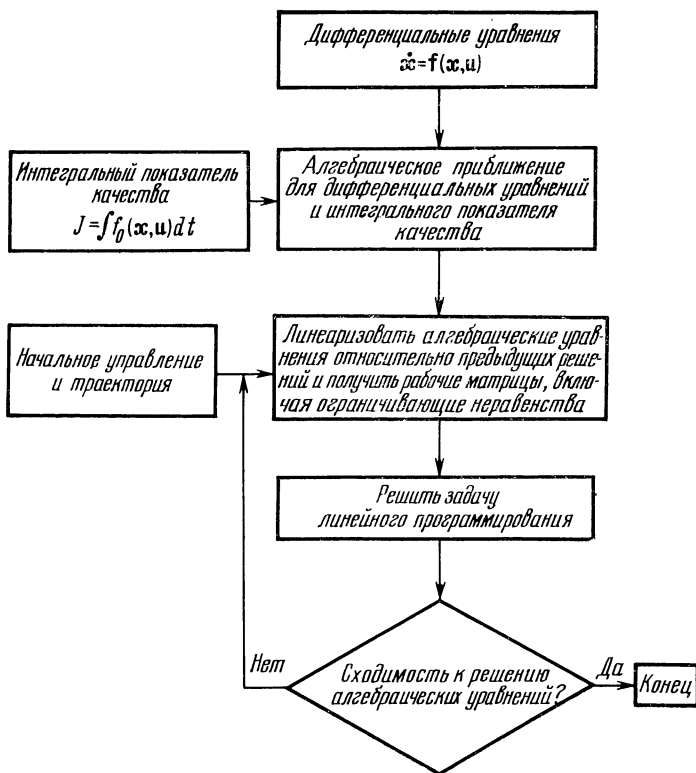 Дифференциальные уравнения
ẋ=f(x,u)
Интегральный показатель
качества
J=∫f₀(x,u)dt
Алгебраическое приближение
для дифференциальных уравнений
и интегрального показателя
качества
Начальное управление
и траектория
Линеаризовать алгебраические урав-
нения относительно предыдущих реше-
ний и получить рабочие матрицы, вклю-
чая ограничивающие неравенства
Решить задачу
линейного программирования
Нет
Сходимость к решению
алгебраических уравнений?
Да
Конец